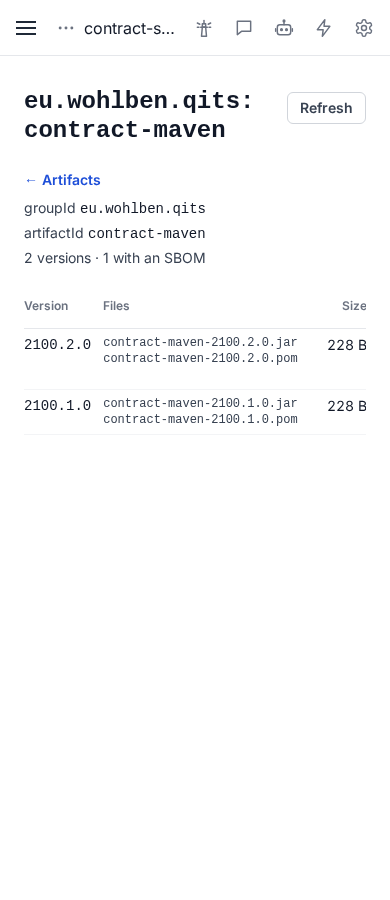 contract-s...
eu.wohlben.qits:
contract-maven
Refresh
← Artifacts
groupId eu.wohlben.qits
artifactId contract-maven
2 versions · 1 with an SBOM
Version Files Size
2100.2.0 contract-maven-2100.2.0.jar 228 B
contract-maven-2100.2.0.pom
2100.1.0 contract-maven-2100.1.0.jar 228 B
contract-maven-2100.1.0.pom